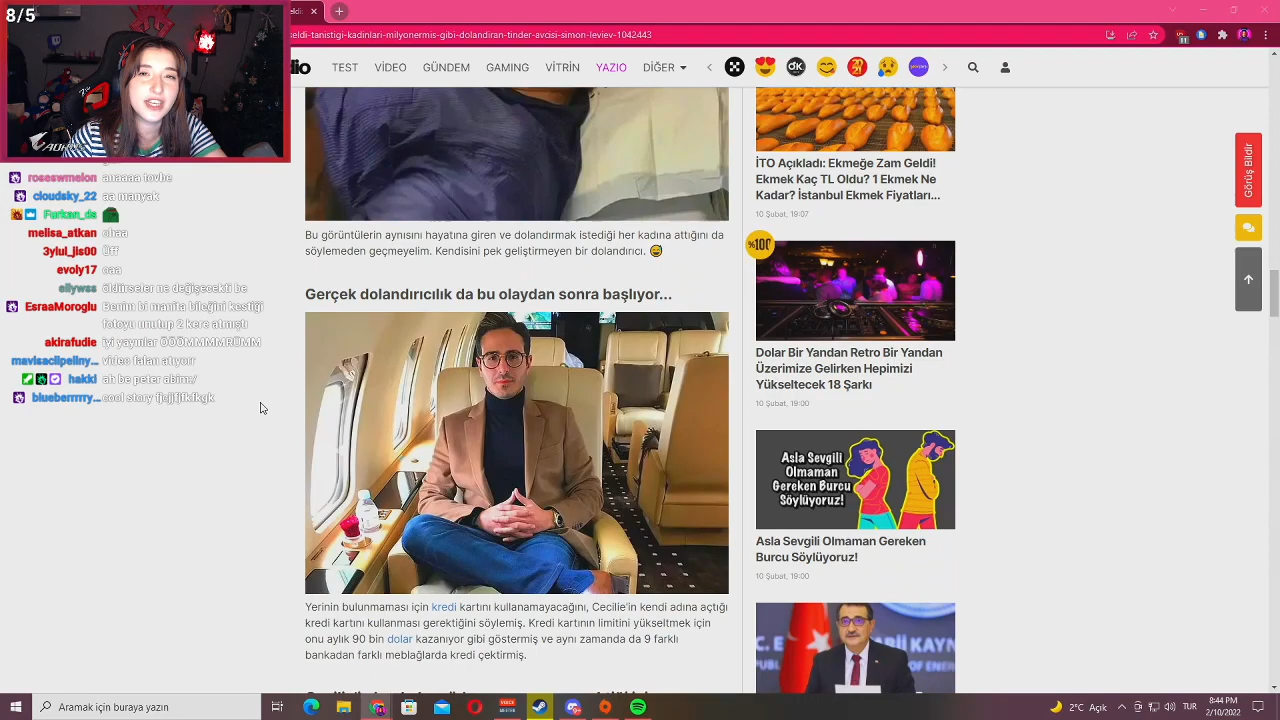 8/5
seldi-tanistigi-kadinlari-milyonermis-gibi-dolandiran-tinder-avcisi-simon-leviev-1042443
TEST VİDEO GÜNDEM GAMING VİTRİN YAZIO DİĞER
roseswmelon anaaaa tovbe
cloudsky_22 aa manyak
Furkan_ds
melisa_atkan ohaa
3ylul_jis00 Üff
evoly17 oaa
ellywss öldürseler ne değişecekti be
EsraaMoroglu Benim bi manita bileğini kestiği
fotoyu unutup 2 kere atmıştı
akirafudie iyi yayınlar
video falan atıyor
hakki ah be peter abim:/
blueberrrrry... cool story fjcjjfjfkfkgk
Bu görüntülerin aynısını hayatına giren ve dolandırmak istediği her kadına attığını da
söylemeden geçmeyelim. Kendisini pek geliştirmeyen bir dolandırıcı.
Gerçek dolandırıcılık da bu olaydan sonra başlıyor...
Yerinin bulunmaması için kredi kartını kullanamayacağını, Cecilie'in kendi adına açtığı
kredi kartını kullanması gerektiğini söylemiş. Kredi kartının limitini yükseltmek için
onu aylık 90 bin dolar kazanıyor gibi göstermiş ve aynı zamanda da 9 farklı
bankadan farklı meblağlarda kredi çektirmiş.
İTO Açıkladı: Ekmeğe Zam Geldi!
Ekmek Kaç TL Oldu? 1 Ekmek Ne
Kadar? İstanbul Ekmek Fiyatları...
10 Şubat, 19:07
%100
Dolar Bir Yandan Retro Bir Yandan
Üzerimize Gelirken Hepimizi
Yükseltecek 18 Şarkı
10 Şubat, 19:00
Asla Sevgili
Olmaman
Gereken Burcu
Söylüyoruz!
Asla Sevgili Olmaman Gereken
Burcu Söylüyoruz!
10 Şubat, 19:00
Görüş Bildir
Aramak için buraya yazın
2°C Açık
8:44 PM
TUR
2/10/2022